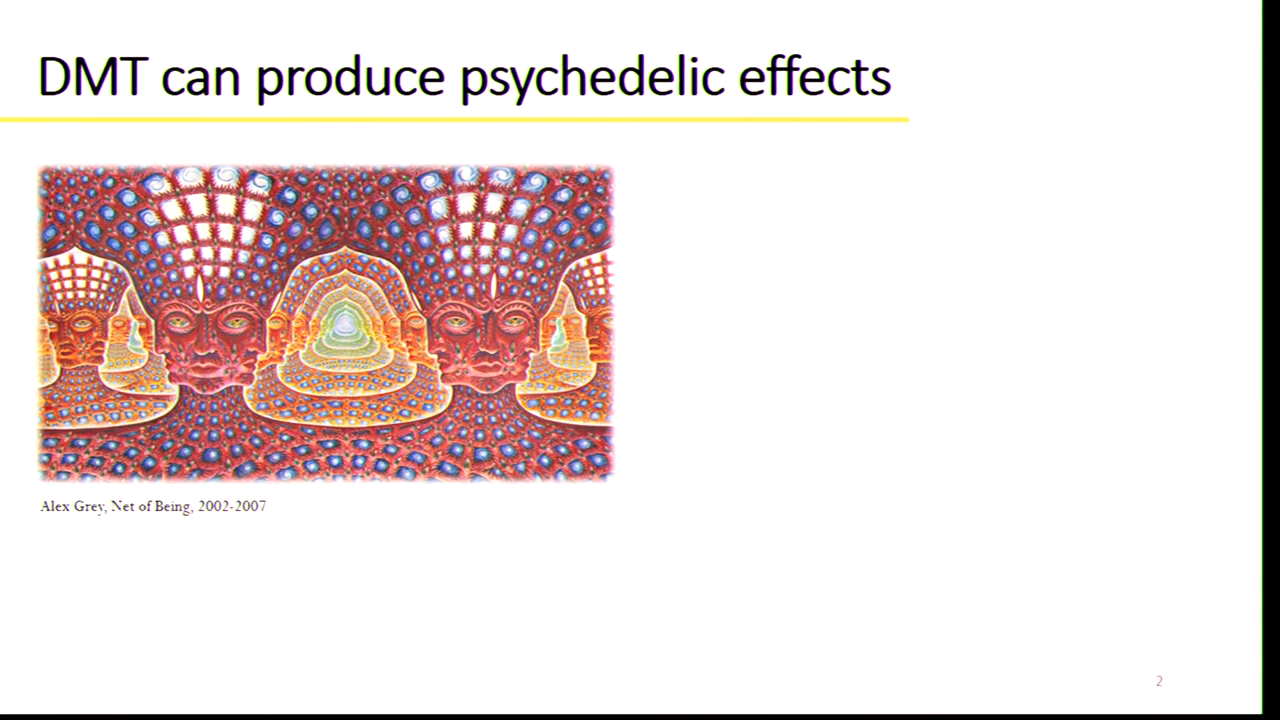 DMT can produce psychedelic effects
Alex Grey, Net of Being, 2002-2007
2